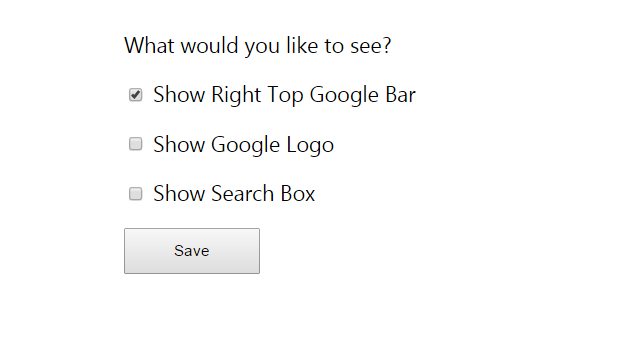 What would you like to see?
Show Right Top Google Bar
Show Google Logo
Show Search Box
Save